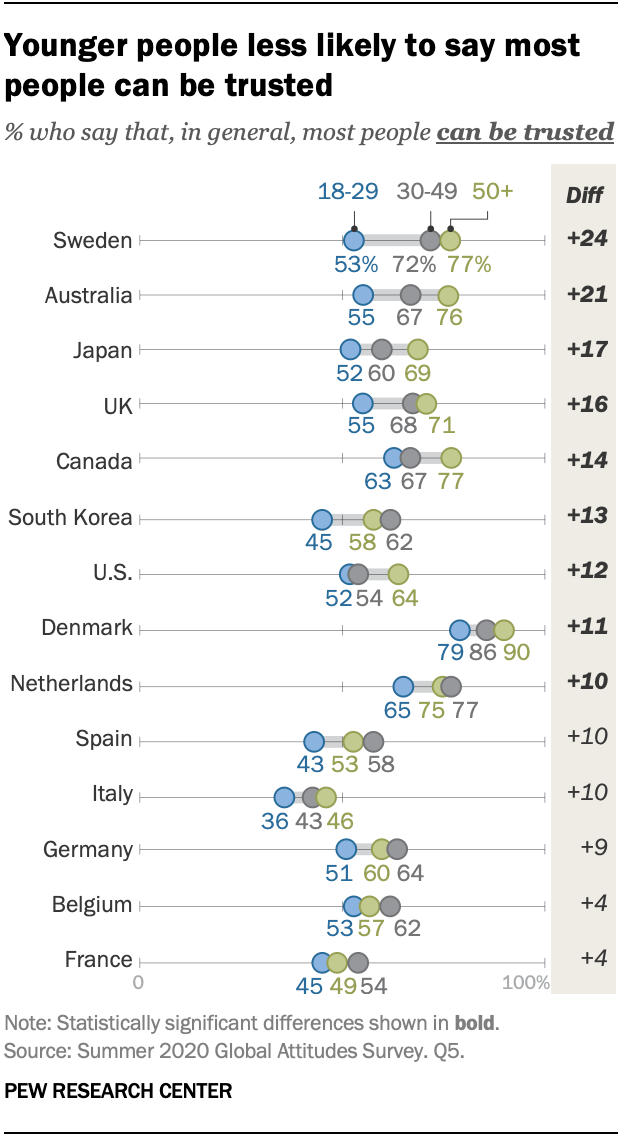 Younger people less likely to say most
people can be trusted
% who say that, in general, most people can be trusted
18-29 30-49 50+ Diff
Sweden +24
53% 72% 77%
Australia +21
55 67 76
Japan +17
52 60 69
UK +16
55 68 71
Canada +14
63 67 77
South Korea +13
45 58 62
U.S. +12
52 54 64
Denmark +11
79 86 90
Netherlands +10
65 75 77
Spain +10
43 53 58
Italy +10
36 43 46
Germany +9
51 60 64
Belgium +4
53 57 62
France +4
0 45 49 54 100%
Note: Statistically significant differences shown in bold.
Source: Summer 2020 Global Attitudes Survey. Q5.
PEW RESEARCH CENTER